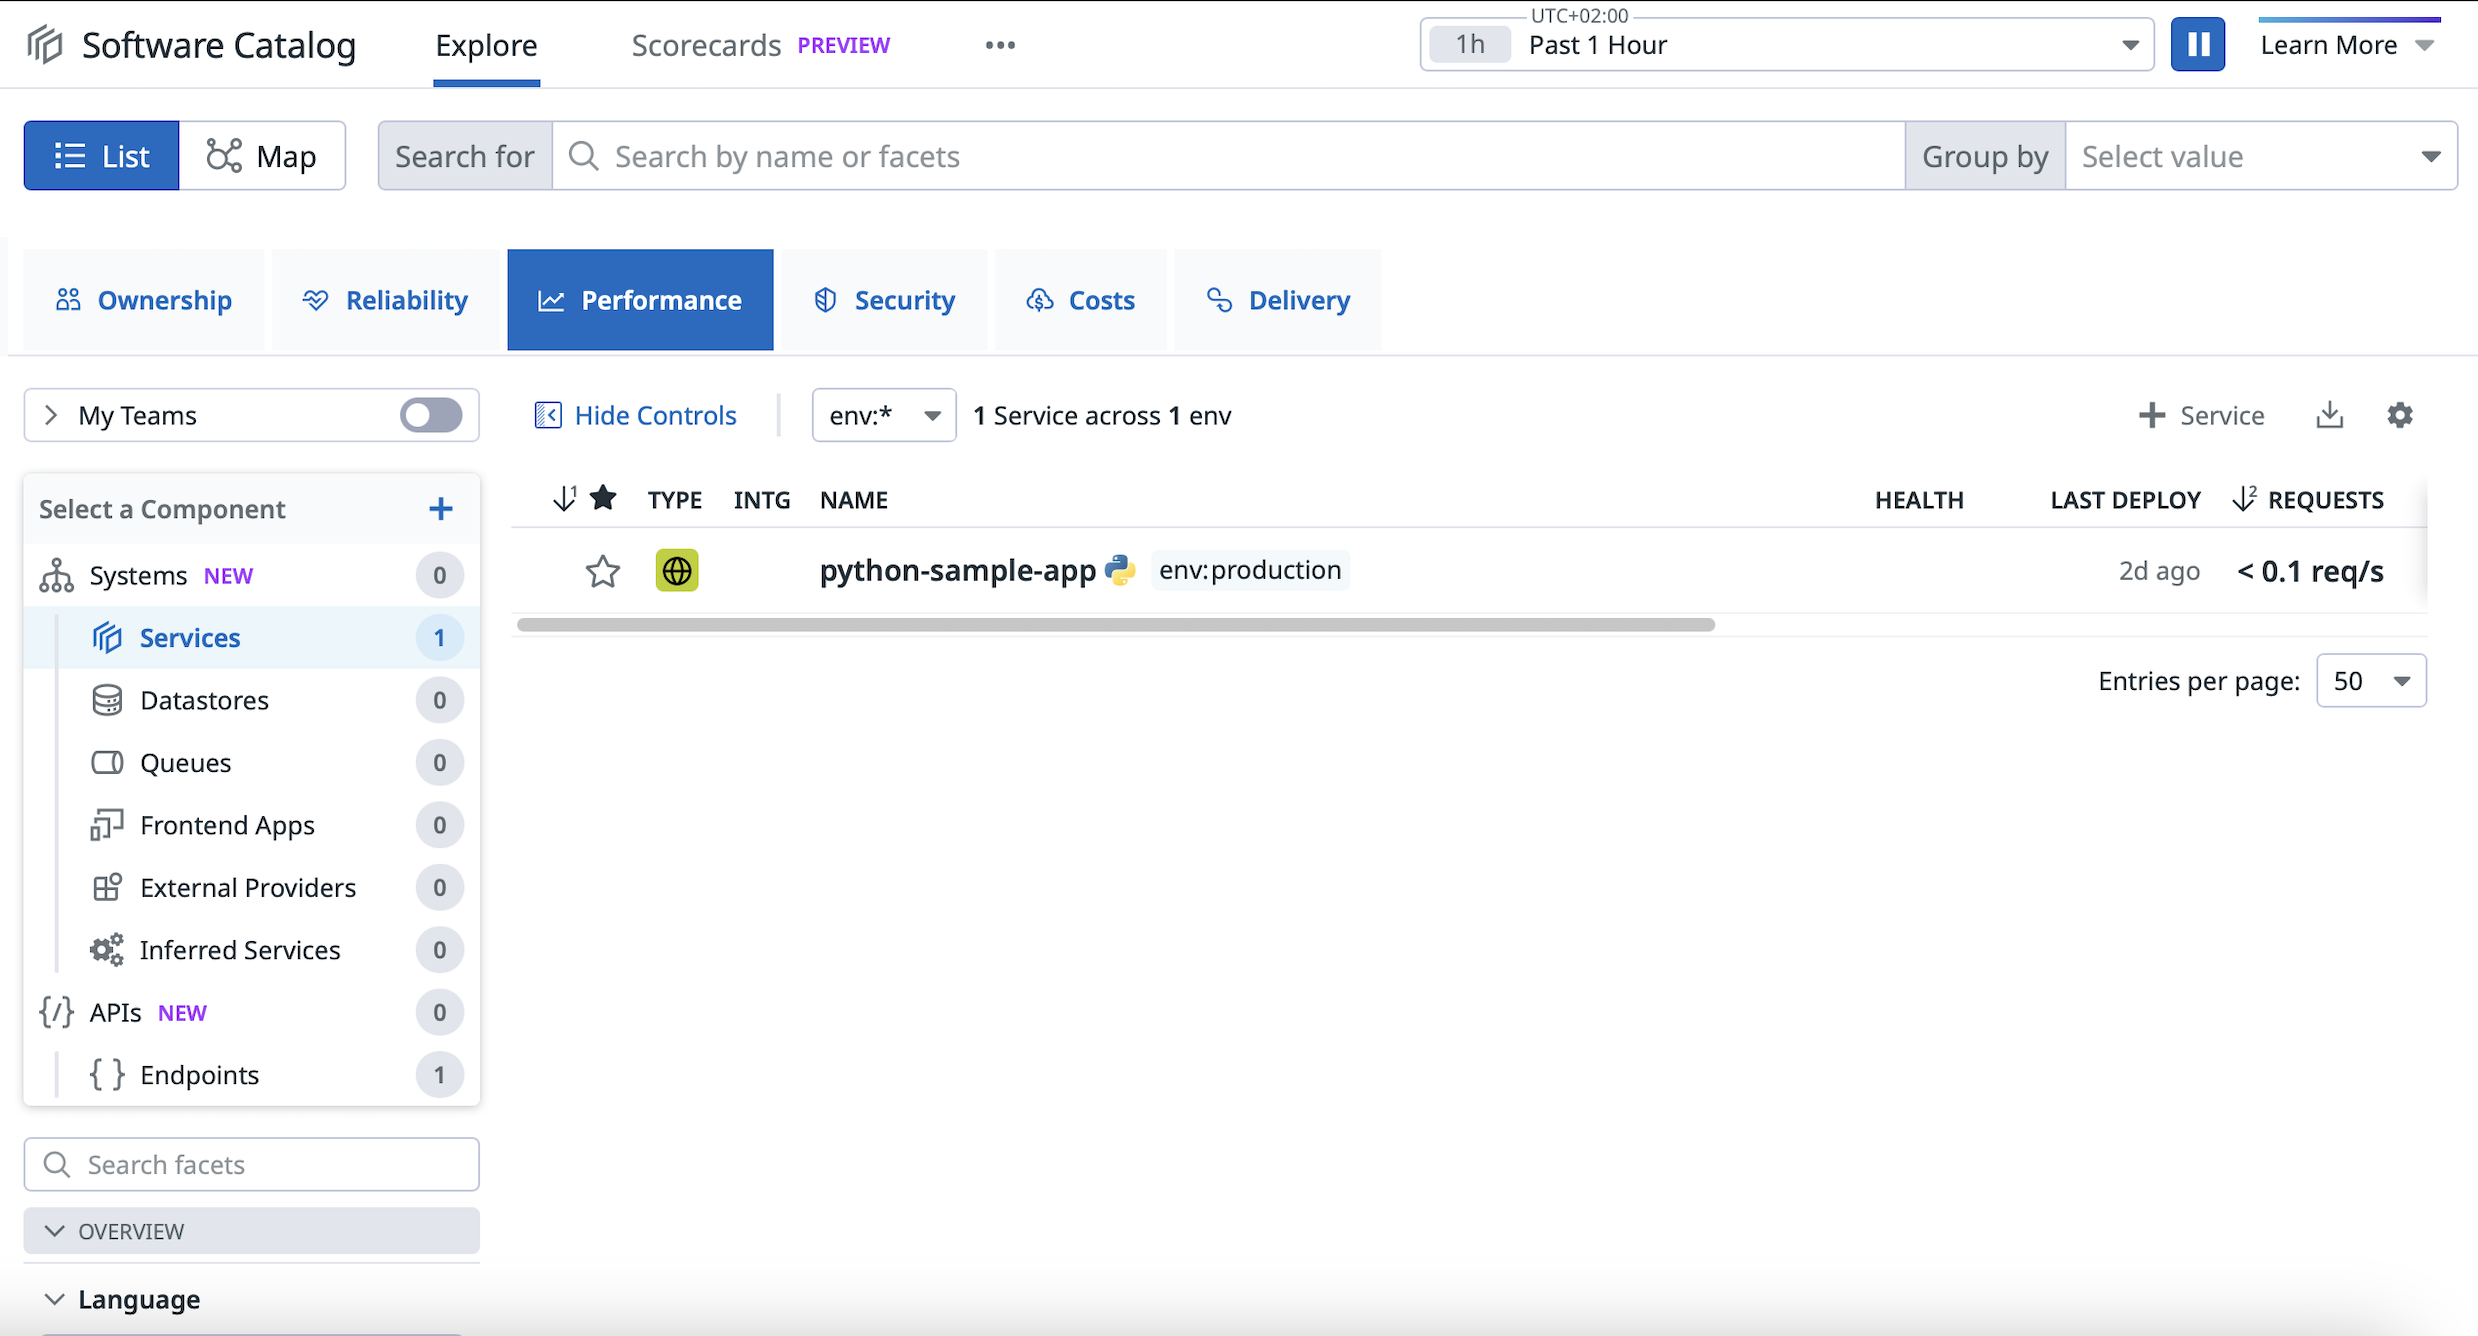 UTC+02:00
Software Catalog Explore Scorecards PREVIEW ••• 1h Past 1 Hour Learn More
List Map Search for Search by name or facets Group by Select value
Ownership Reliability Performance Security Costs Delivery
My Teams Hide Controls env:* 1 Service across 1 env + Service
Select a Component +
1 TYPE INTG NAME HEALTH LAST DEPLOY 2 REQUESTS
Systems NEW 0
python-sample-app env:production 2d ago < 0.1 req/s
Services 1
Datastores 0
Entries per page: 50
Queues 0
Frontend Apps 0
External Providers 0
Inferred Services 0
{/} APIs NEW 0
{ } Endpoints 1
Search facets
OVERVIEW
Language